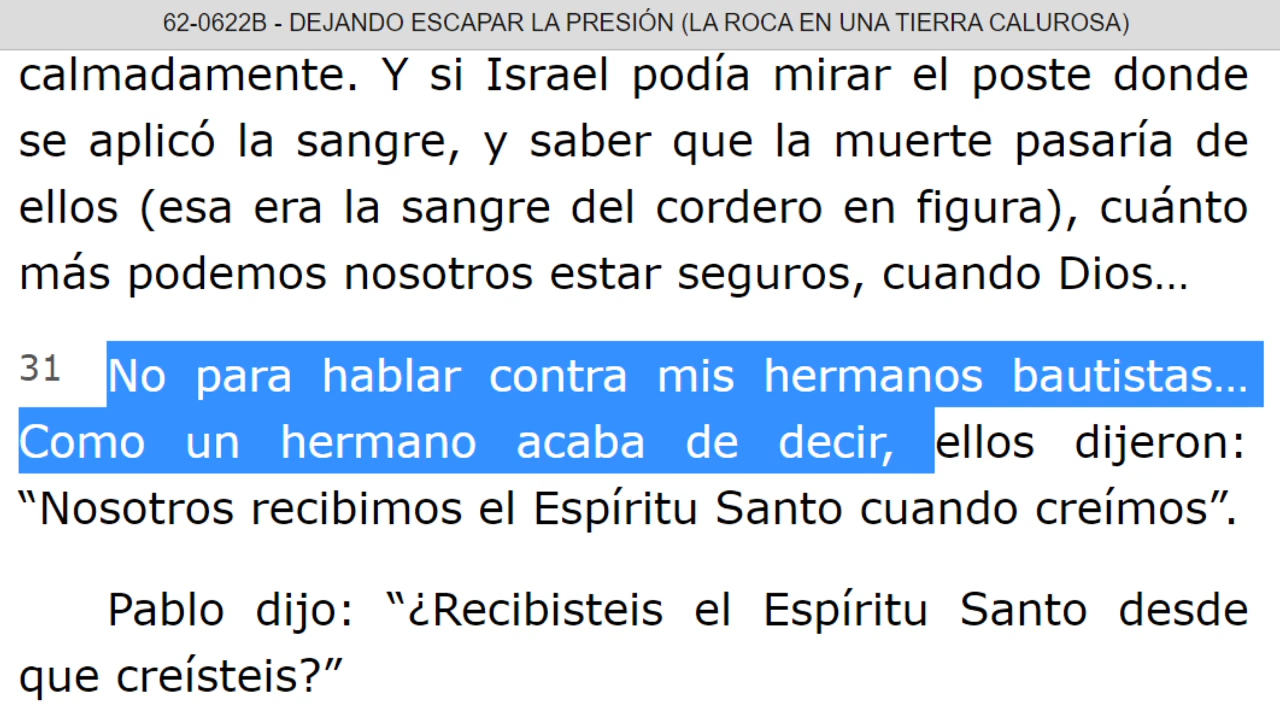 62-0622B - DEJANDO ESCAPAR LA PRESIÓN (LA ROCA EN UNA TIERRA CALUROSA)
calmadamente. Y si Israel podía mirar el poste donde
se aplicó la sangre, y saber que la muerte pasaría de
ellos (esa era la sangre del cordero en figura), cuánto
más podemos nosotros estar seguros, cuando Dios…
31 No para hablar contra mis hermanos bautistas…
Como un hermano acaba de decir, ellos dijeron:
“Nosotros recibimos el Espíritu Santo cuando creímos”.
Pablo dijo: “¿Recibisteis el Espíritu Santo desde
que creísteis?”